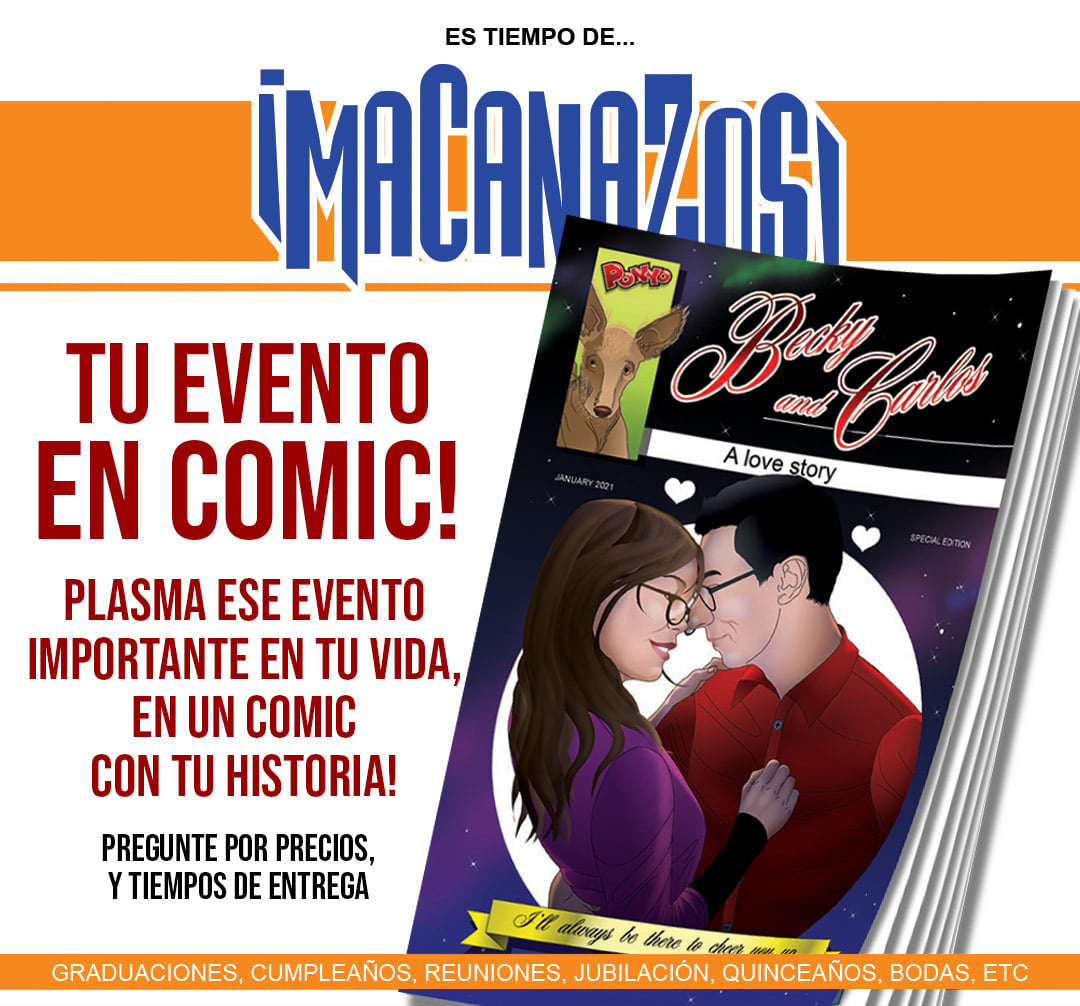 ES TIEMPO DE...
¡MACANAZOS!
TU EVENTO
EN COMIC!
PLASMA ESE EVENTO
IMPORTANTE EN TU VIDA,
EN UN COMIC
CON TU HISTORIA!
PREGUNTE POR PRECIOS,
Y TIEMPOS DE ENTREGA
PONYO
Becky
and Carlos
A love story
JANUARY 2021
SPECIAL EDITION
I'll always be there to cheer you up
GRADUACIONES, CUMPLEAÑOS, REUNIONES, JUBILACIÓN, QUINCEAÑOS, BODAS, ETC